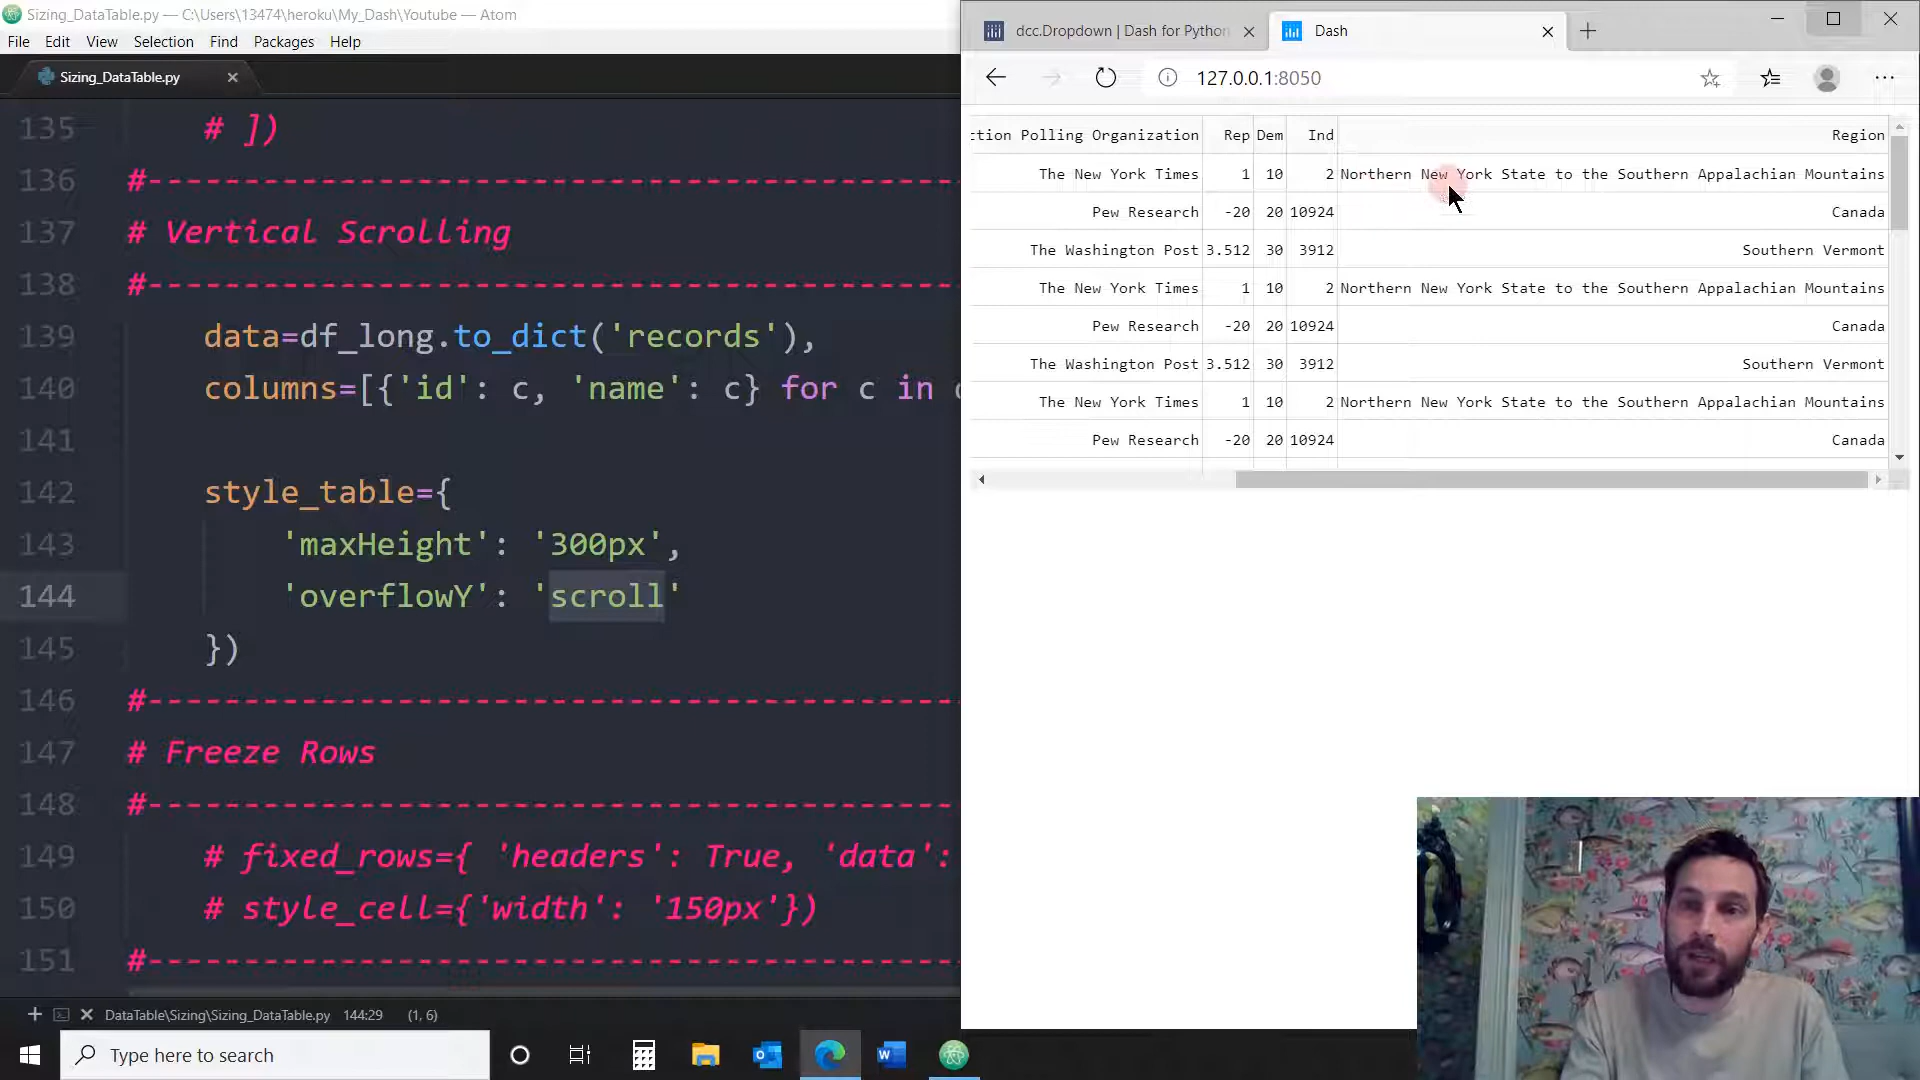 Sizing_DataTable.py — C:\Users\13474\heroku\My_Dash\Youtube — Atom
File Edit View Selection Find Packages Help
Sizing_DataTable.py
135 # ])
136 #-------------------------------------------
137 # Vertical Scrolling
138 #-------------------------------------------
139 data=df_long.to_dict('records'),
140 columns=[{'id': c, 'name': c} for c in
141
142 style_table={
143 'maxHeight': '300px',
144 'overflowY': 'scroll'
145 })
146 #-------------------------------------------
147 # Freeze Rows
148 #-------------------------------------------
149 # fixed_rows={ 'headers': True, 'data':
150 # style_cell={'width': '150px'})
151 #-------------------------------------------
DataTable\Sizing\Sizing_DataTable.py 144:29 (1, 6)
Type here to search
dcc.Dropdown | Dash for Python
Dash
127.0.0.1:8050
ction Polling Organization Rep Dem Ind Region
The New York Times 1 10 2 Northern New York State to the Southern Appalachian Mountains
Pew Research -20 20 10924 Canada
The Washington Post 3.512 30 3912 Southern Vermont
The New York Times 1 10 2 Northern New York State to the Southern Appalachian Mountains
Pew Research -20 20 10924 Canada
The Washington Post 3.512 30 3912 Southern Vermont
The New York Times 1 10 2 Northern New York State to the Southern Appalachian Mountains
Pew Research -20 20 10924 Canada